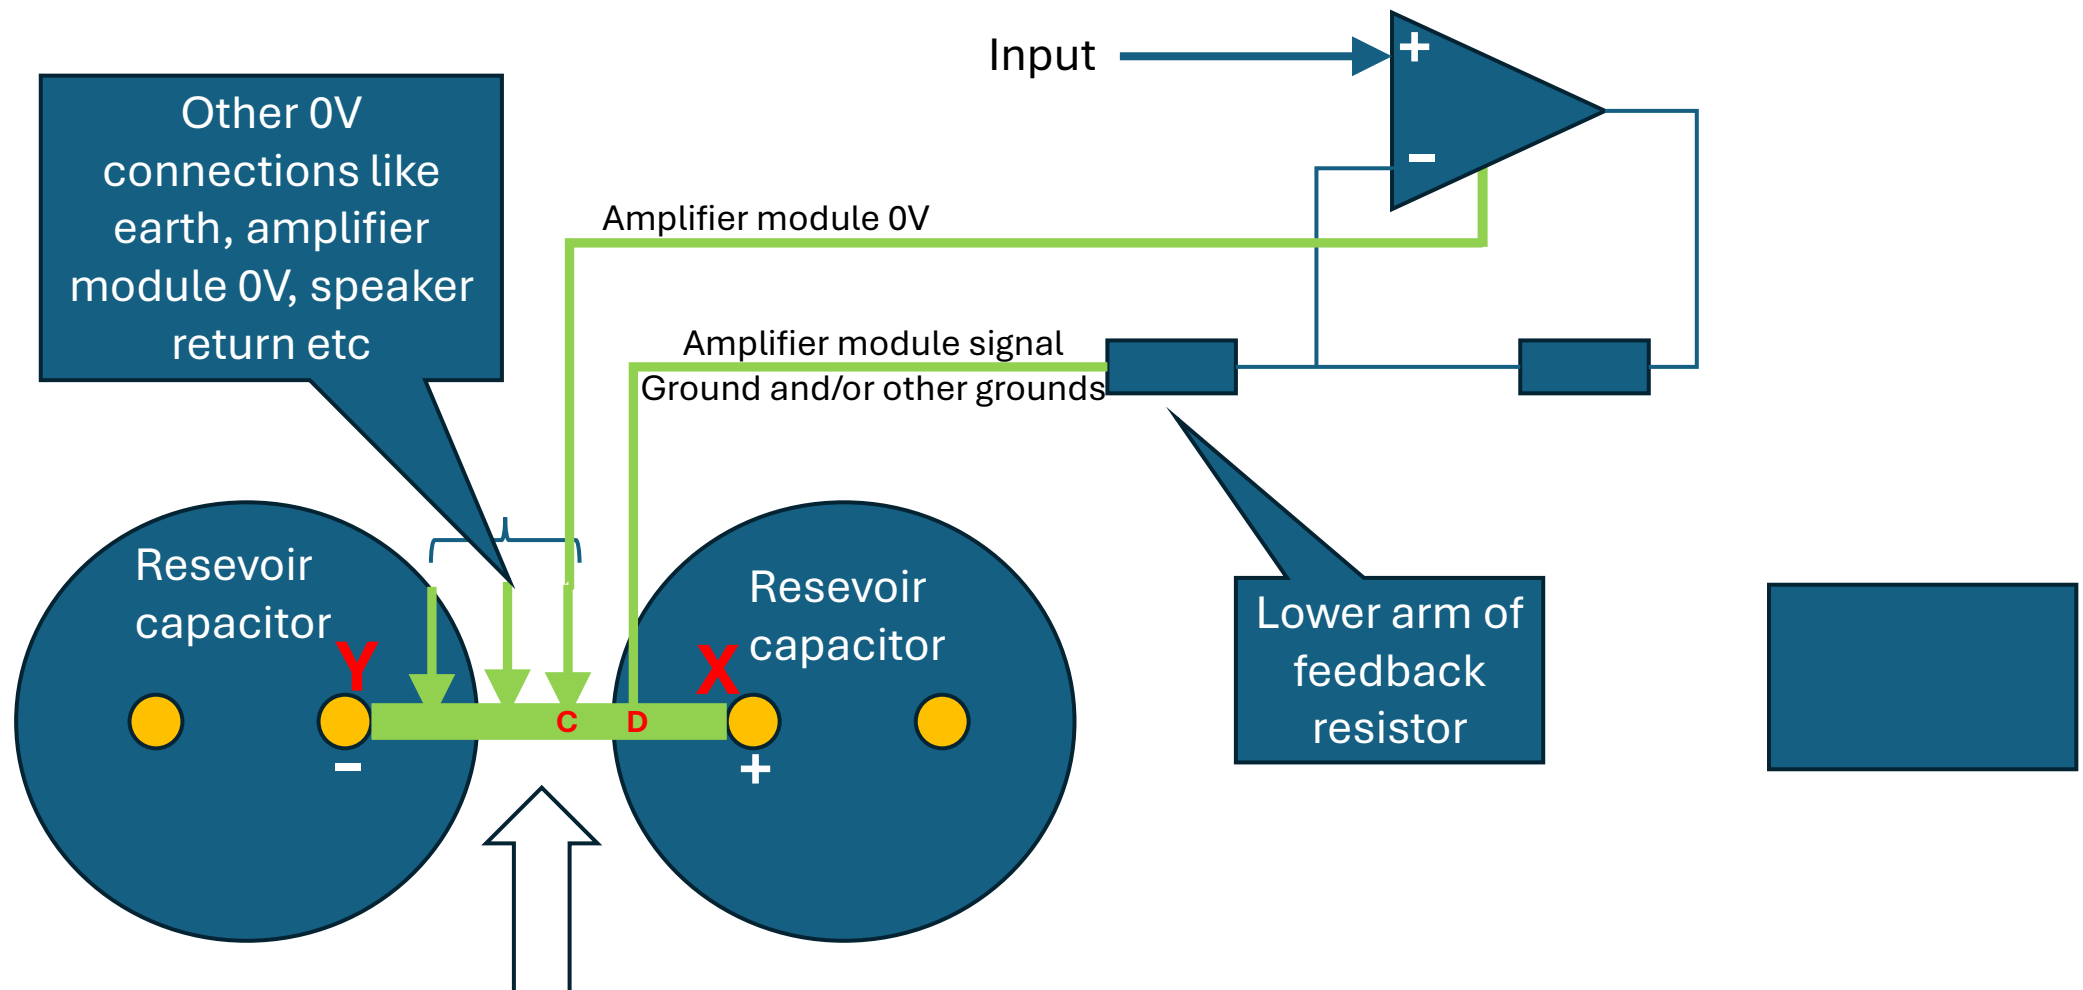 Input
+
−
Other 0V
connections like
earth, amplifier
module 0V, speaker
return etc
Amplifier module 0V
Amplifier module signal
Ground and/or other grounds
Resevoir
capacitor
Y
X
Resevoir
capacitor
C
D
−
+
Lower arm of
feedback
resistor